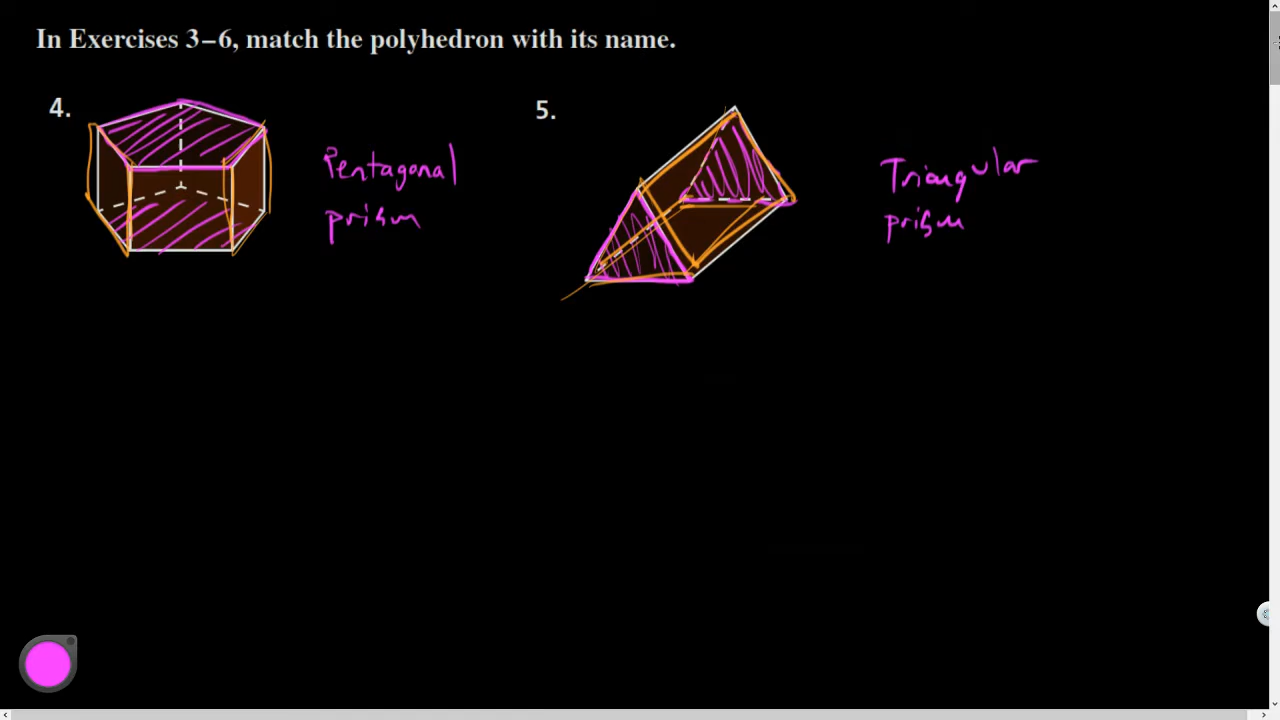 In Exercises 3–6, match the polyhedron with its name.
4.
Pentagonal
prism
5.
Triangular
prism